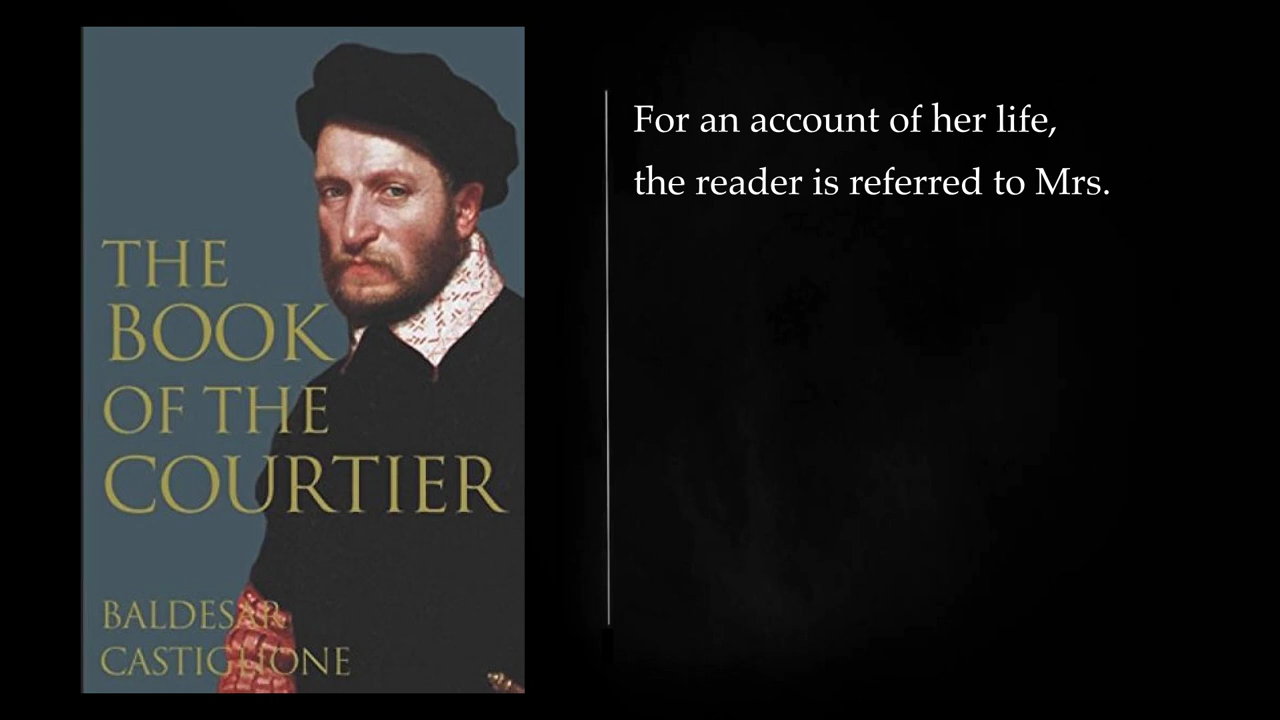 THE
BOOK
OF THE
COURTIER
BALDESAR
CASTIGLIONE
For an account of her life,
the reader is referred to Mrs.